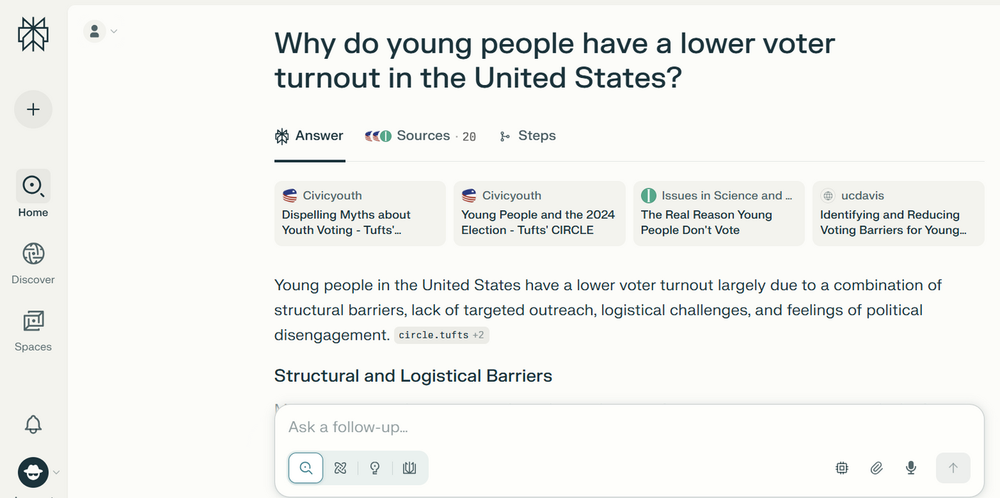 Why do young people have a lower voter
turnout in the United States?
Answer
Sources · 20
Steps
Civicyouth
Dispelling Myths about
Youth Voting - Tufts'...
Civicyouth
Young People and the 2024
Election - Tufts' CIRCLE
Issues in Science and ...
The Real Reason Young
People Don't Vote
ucdavis
Identifying and Reducing
Voting Barriers for Young...
Young people in the United States have a lower voter turnout largely due to a combination of
structural barriers, lack of targeted outreach, logistical challenges, and feelings of political
disengagement. circle.tufts +2
Structural and Logistical Barriers
Ask a follow-up...
Home
Discover
Spaces